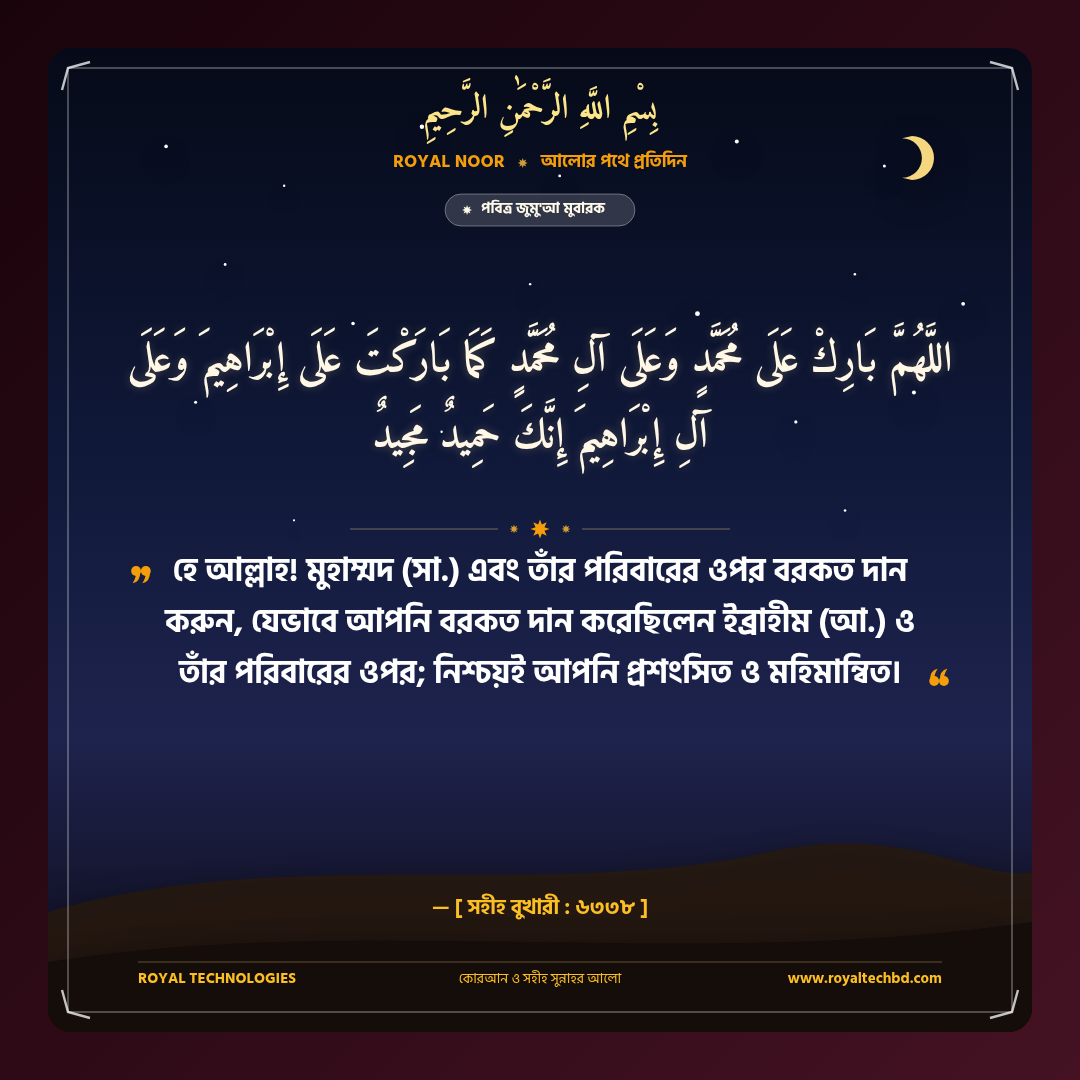 بِسْمِ اللَّهِ الرَّحْمَٰنِ الرَّحِيمِ
ROYAL NOOR ✷ আলোর পথে প্রতিদিন
✷ পবিত্র জুমু'আ মুবারক
اللَّهُمَّ بَارِكْ عَلَى مُحَمَّدٍ وَعَلَى آلِ مُحَمَّدٍ كَمَا بَارَكْتَ عَلَى إِبْرَاهِيمَ وَعَلَى
آلِ إِبْرَاهِيمَ إِنَّكَ حَمِيدٌ مَجِيدٌ
” হে আল্লাহ! মুহাম্মদ (সা.) এবং তাঁর পরিবারের ওপর বরকত দান
করুন, যেভাবে আপনি বরকত দান করেছিলেন ইব্রাহীম (আ.) ও
তাঁর পরিবারের ওপর; নিশ্চয়ই আপনি প্রশংসিত ও মহিমান্বিত। “
— [ সহীহ বুখারী : ৬৩৩৮ ]
ROYAL TECHNOLOGIES
কোরআন ও সহীহ সুন্নাহর আলো
www.royaltechbd.com